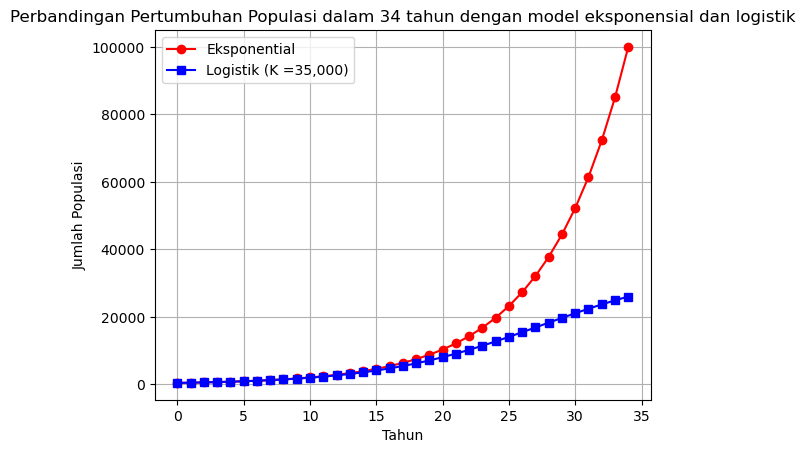 Perbandingan Pertumbuhan Populasi dalam 34 tahun dengan model eksponensial dan logistik
Eksponential
Logistik (K =35,000)
100000
80000
60000
40000
20000
0
Jumlah Populasi
0 5 10 15 20 25 30 35
Tahun